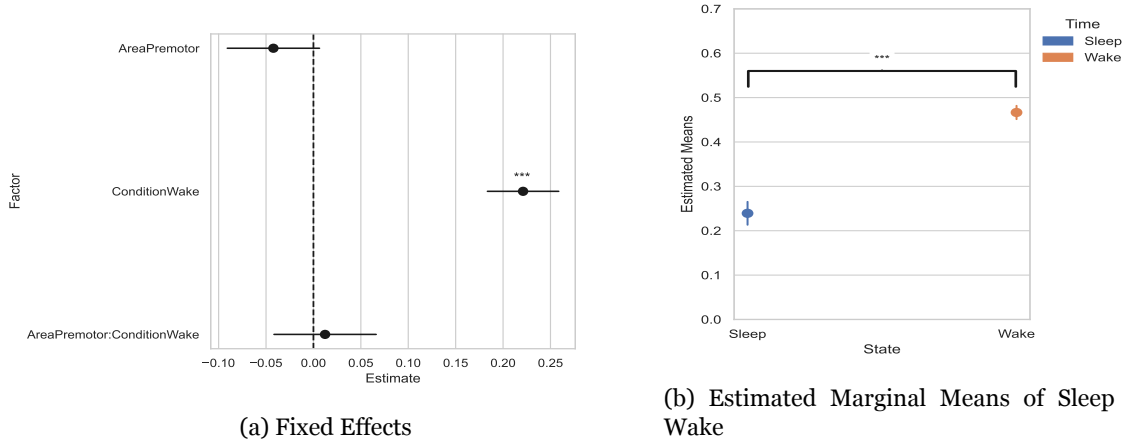 AreaPremotor
ConditionWake
AreaPremotor:ConditionWake
Factor
***
−0.10 −0.05 0.00 0.05 0.10 0.15 0.20 0.25
Estimate
(a) Fixed Effects
0.7
0.6
0.5
0.4
0.3
0.2
0.1
0.0
Estimated Means
***
Sleep Wake
State
Time
Sleep
Wake
(b) Estimated Marginal Means of Sleep
Wake